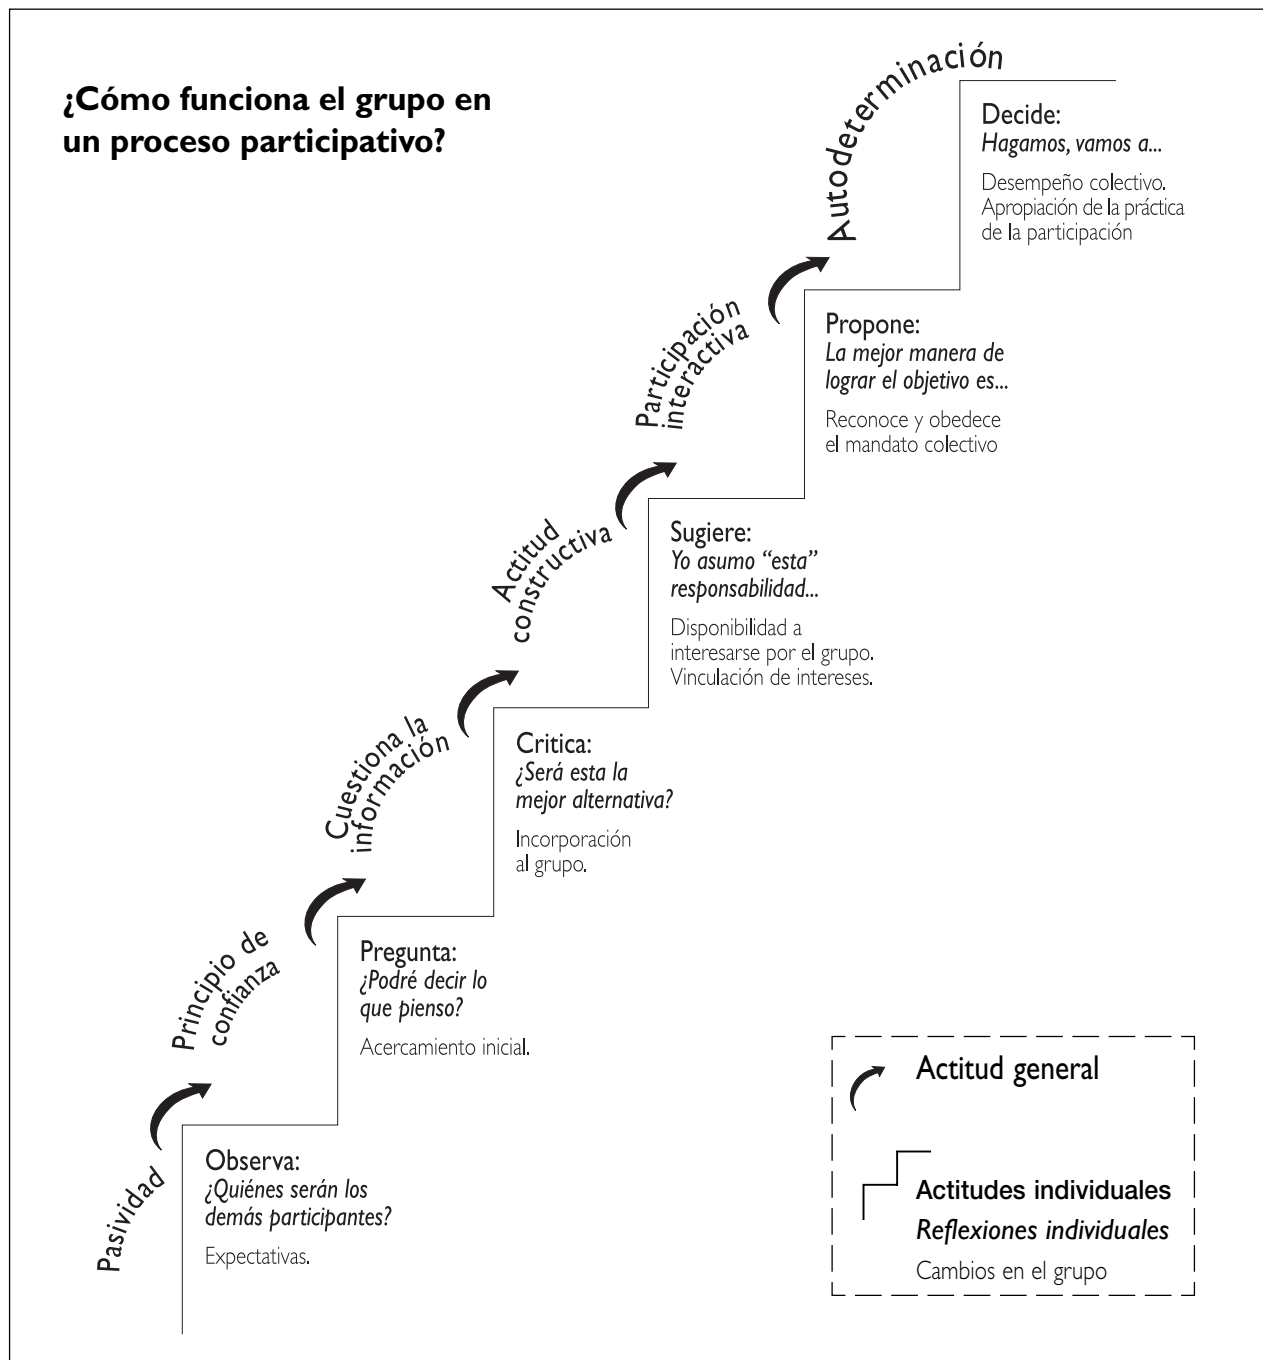 ¿Cómo funciona el grupo en
un proceso participativo?
Autodeterminación
Decide:
Hagamos, vamos a...
Desempeño colectivo.
Apropiación de la práctica
de la participación
Participación
interactiva
Propone:
La mejor manera de
lograr el objetivo es...
Reconoce y obedece
el mandato colectivo
Actitud
constructiva
Sugiere:
Yo asumo “esta”
responsabilidad...
Disponibilidad a
interesarse por el grupo.
Vinculación de intereses.
Cuestiona la
información
Critica:
¿Será esta la
mejor alternativa?
Incorporación
al grupo.
Principio de
confianza
Pregunta:
¿Podré decir lo
que pienso?
Acercamiento inicial.
Pasividad
Observa:
¿Quiénes serán los
demás participantes?
Expectativas.
Actitud general
Actitudes individuales
Reflexiones individuales
Cambios en el grupo